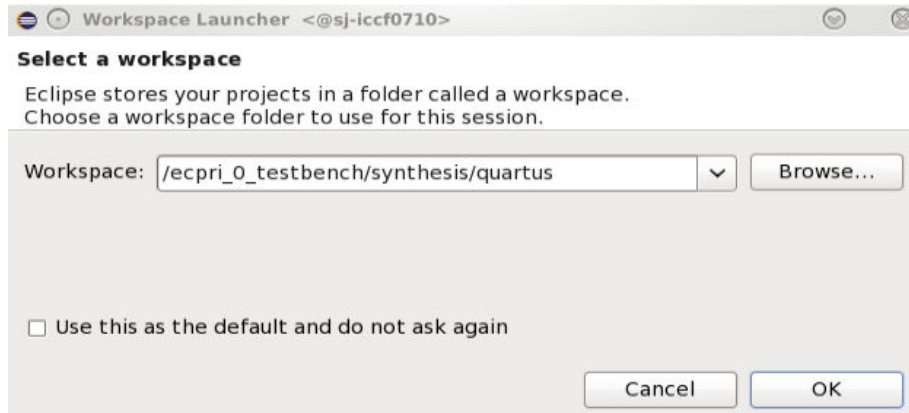 Workspace Launcher <@sj-iccf0710>
Select a workspace
Eclipse stores your projects in a folder called a workspace.
Choose a workspace folder to use for this session.
Workspace: /ecpri_0_testbench/synthesis/quartus Browse...
Use this as the default and do not ask again
Cancel OK